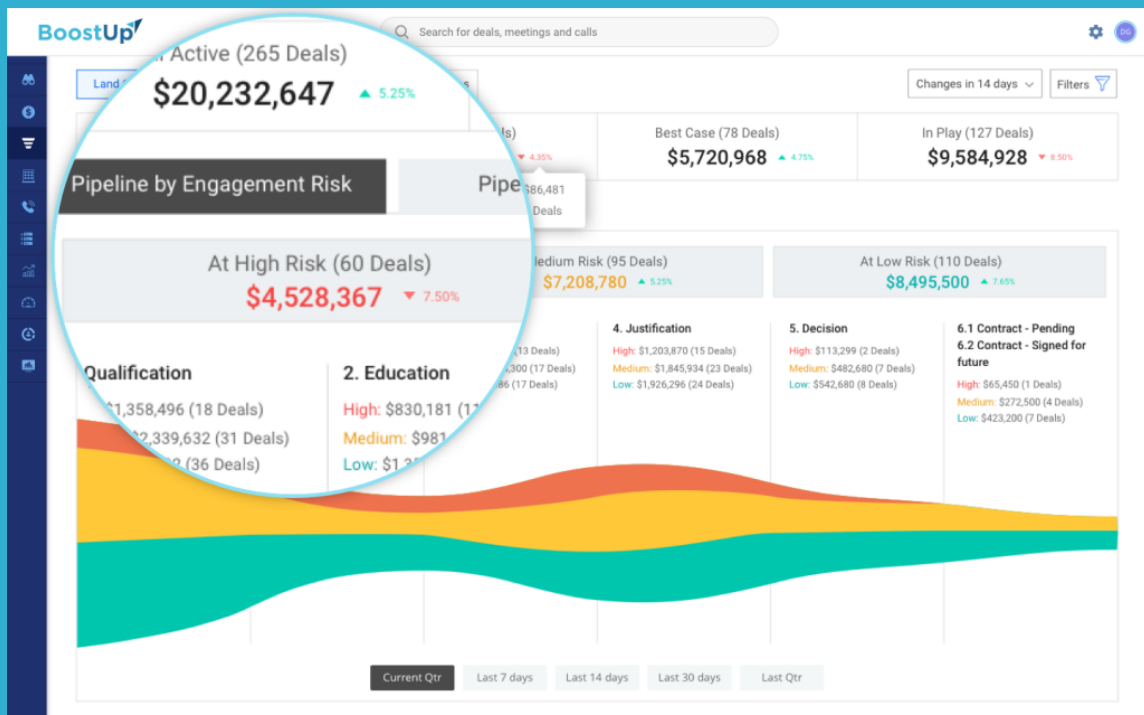 BoostUp
Search for deals, meetings and calls
DG
Land
Changes in 14 days
Filters
Active (265 Deals)
$20,232,647 5.25%
4.35%
Best Case (78 Deals)
$5,720,968 4.75%
In Play (127 Deals)
$9,584,928 8.50%
$86,481
Deals
Pipeline by Engagement Risk
At High Risk (60 Deals)
$4,528,367 7.50%
Risk (95 Deals)
$7,208,780 5.25%
At Low Risk (110 Deals)
$8,495,500 7.65%
Qualification
$1,358,496 (18 Deals)
$2,339,632 (31 Deals)
(36 Deals)
2. Education
High: $830,181
Medium: $981
Low:
(13 Deals)
(17 Deals)
(17 Deals)
4. Justification
High: $1,203,870 (15 Deals)
Medium: $1,845,934 (23 Deals)
Low: $1,926,296 (24 Deals)
5. Decision
High: $113,299 (2 Deals)
Medium: $482,680 (7 Deals)
Low: $542,680 (8 Deals)
6.1 Contract - Pending
6.2 Contract - Signed for
future
High: $65,450 (1 Deals)
Medium: $272,500 (4 Deals)
Low: $423,200 (7 Deals)
Current Qtr
Last 7 days
Last 14 days
Last 30 days
Last Qtr